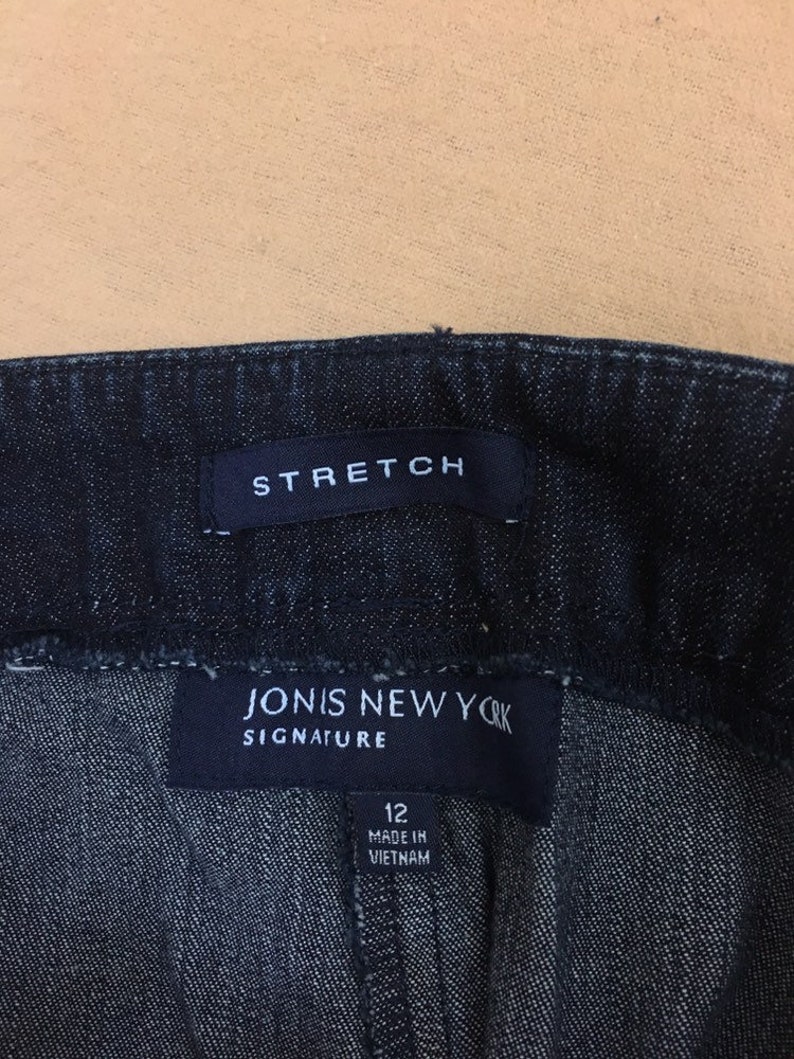 STRETCH
JONIS NEW YORK
SIGNATURE
12
MADE IN
VIETNAM